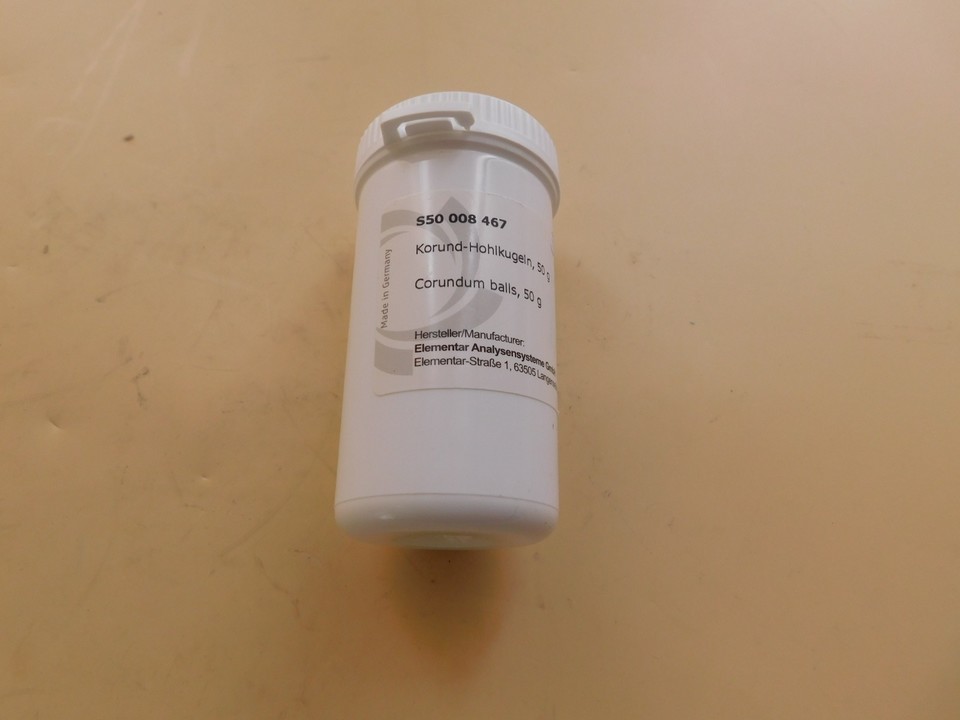 S50 008 467
Korund-Hohlkugeln, 50 g
Corundum balls, 50 g
Made in Germany
Hersteller/Manufacturer:
Elementar Analysensysteme
Elementar-Straße 1, 63505